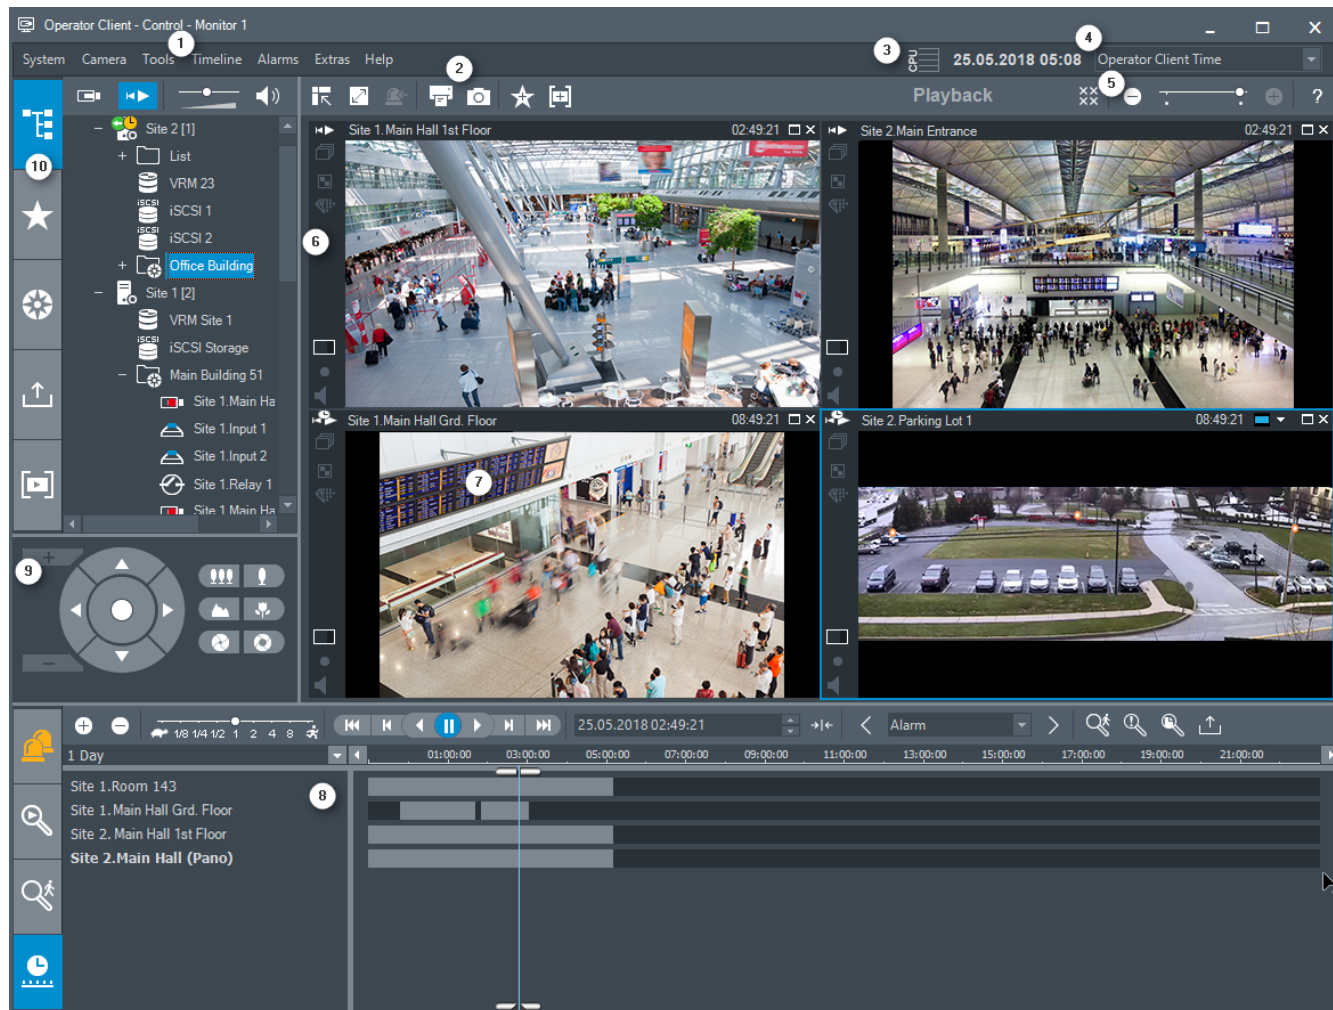 Operator Client - Control - Monitor 1
1
System Camera Tools Timeline Alarms Extras Help
2
3
CPU
25.05.2018 05:08
4
Operator Client Time
5
Playback
?
10
Site 2 [1]
List
VRM 23
iSCSI iSCSI 1
iSCSI iSCSI 2
Office Building
Site 1 [2]
VRM Site 1
iSCSI iSCSI Storage
Main Building 51
Site 1.Main Ha
Site 1.Input 1
Site 1.Input 2
Site 1.Relay 1
Site 1.Main Ha
6
Site 1.Main Hall 1st Floor 02:49:21
Site 2.Main Entrance 02:49:21
Site 1.Main Hall Grd. Floor 08:49:21
7
Site 2.Parking Lot 1 08:49:21
9
1/8 1/4 1/2 1 2 4 8
25.05.2018 02:49:21
Alarm
1 Day
01:00:00 03:00:00 05:00:00 07:00:00 09:00:00 11:00:00 13:00:00 15:00:00 17:00:00 19:00:00 21:00:00
8
Site 1.Room 143
Site 1.Main Hall Grd. Floor
Site 2. Main Hall 1st Floor
Site 2.Main Hall (Pano)